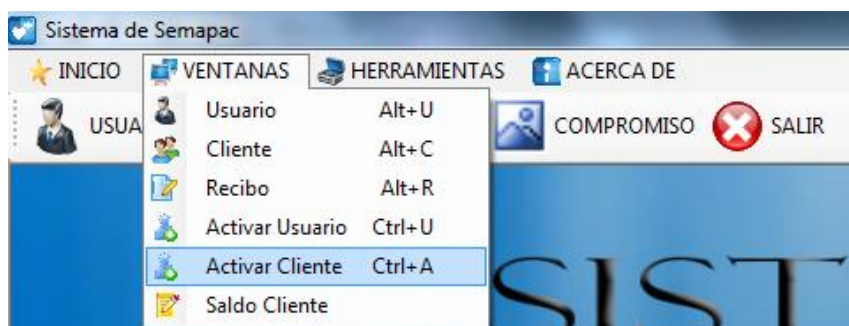 Sistema de Semapac
INICIO VENTANAS HERRAMIENTAS ACERCA DE
USUA COMPROMISO SALIR
Usuario Alt+U
Cliente Alt+C
Recibo Alt+R
Activar Usuario Ctrl+U
Activar Cliente Ctrl+A
Saldo Cliente
SIST